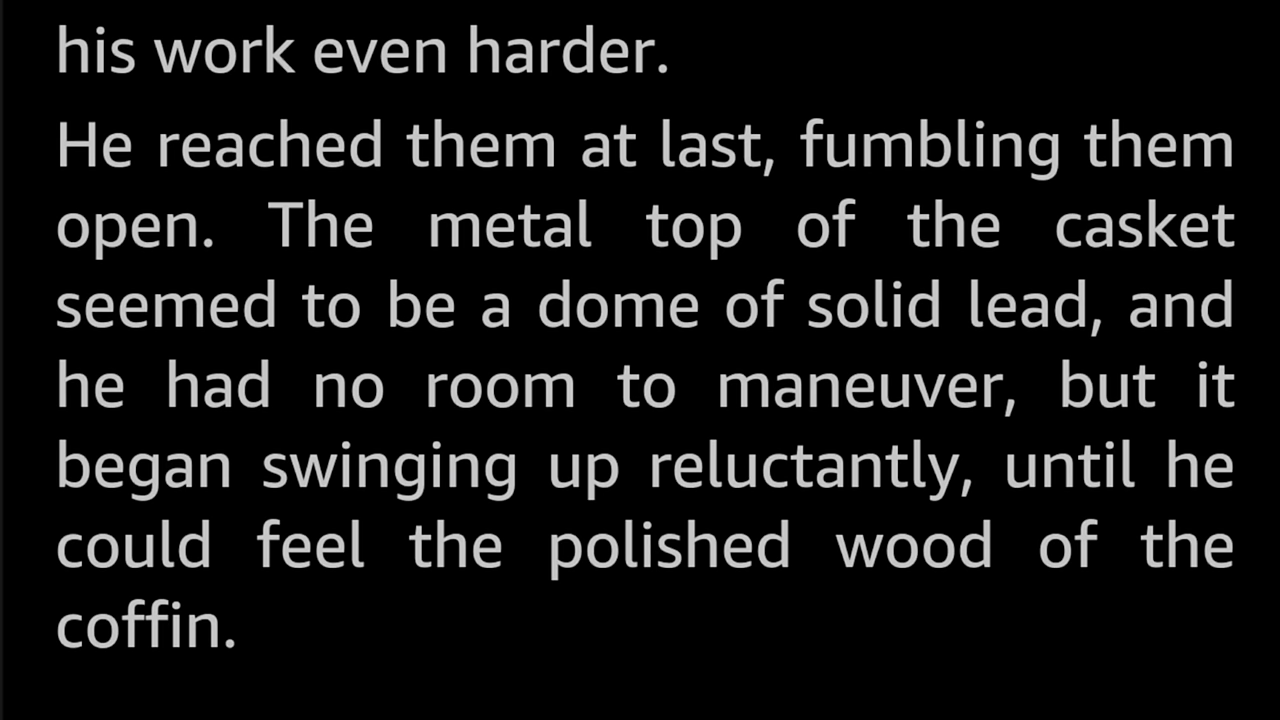 his work even harder.
He reached them at last, fumbling them
open. The metal top of the casket
seemed to be a dome of solid lead, and
he had no room to maneuver, but it
began swinging up reluctantly, until he
could feel the polished wood of the
coffin.